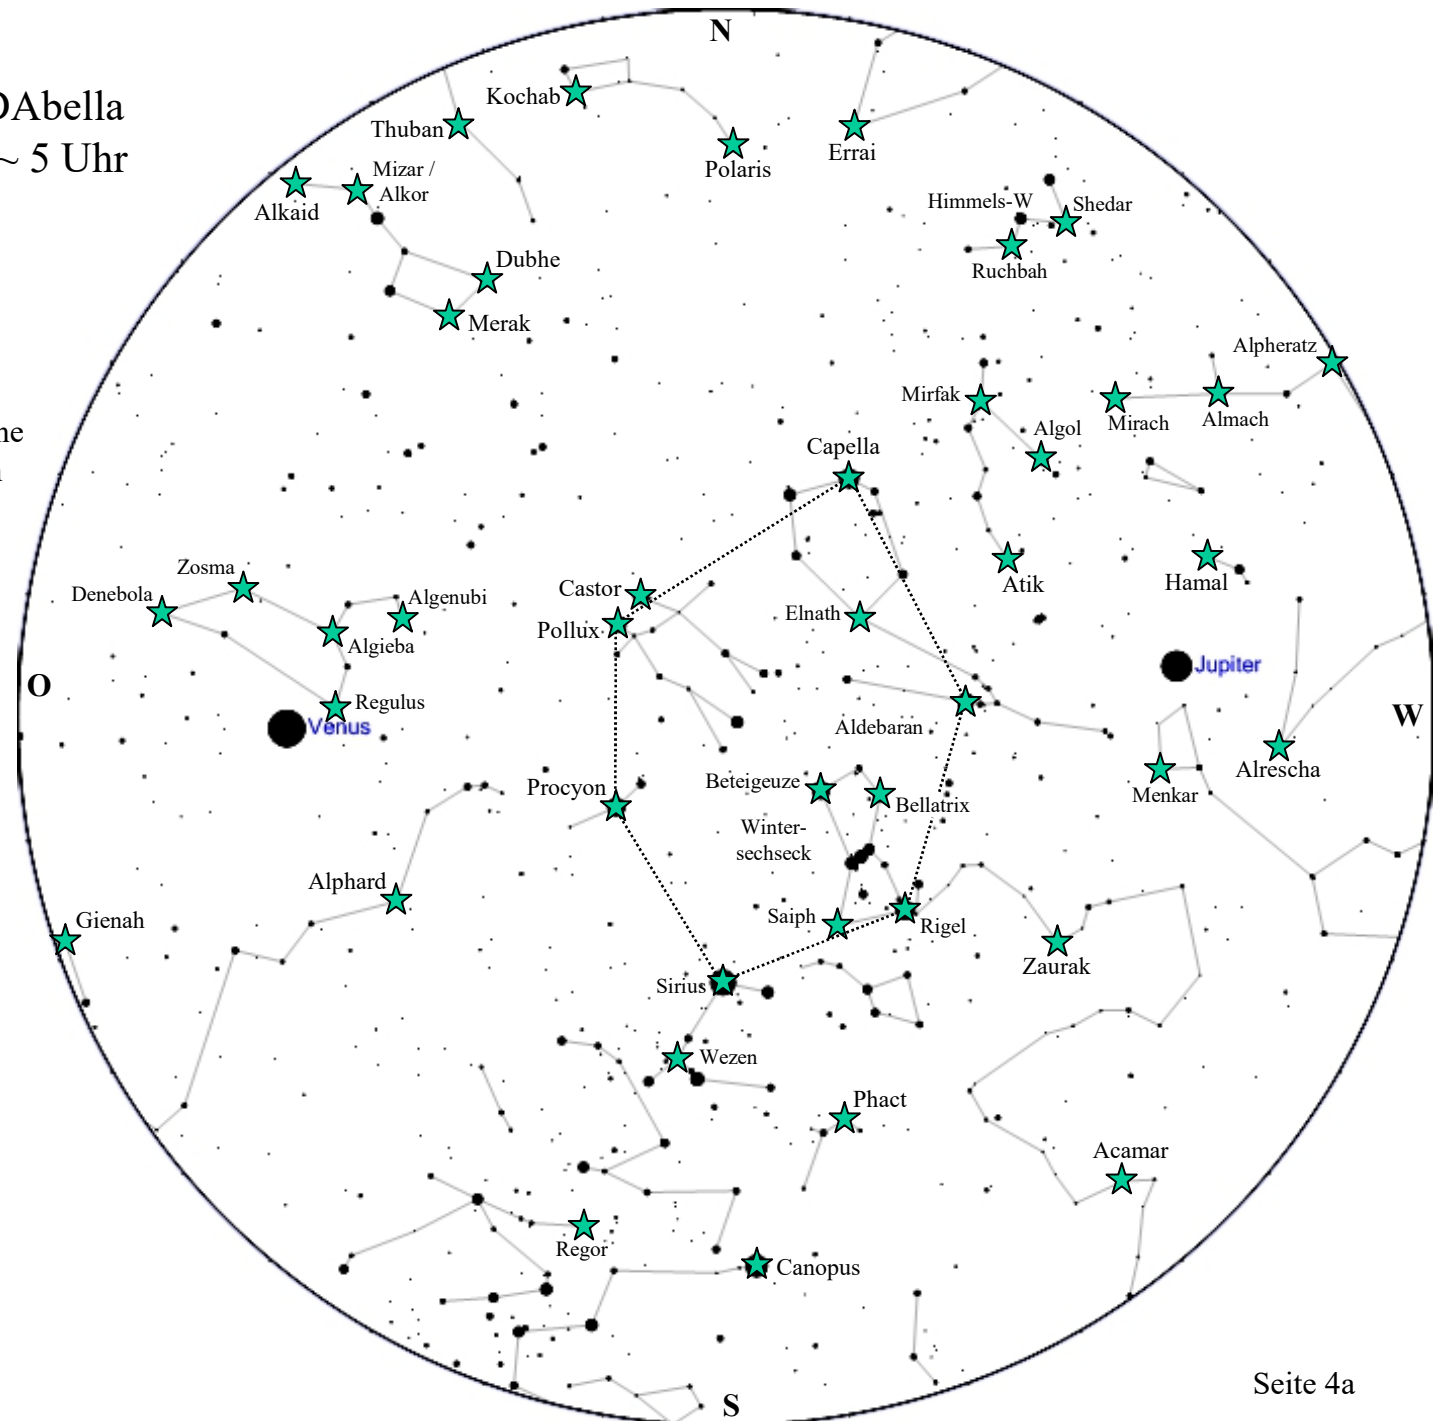 N
DAbella
~ 5 Uhr
Kochab
Thuban
Polaris
Errai
Mizar /
Alkor
Alkaid
Himmels-W
Shedar
Ruchbah
Dubhe
Merak
Alpheratz
Mirfak
Mirach
Almach
Algol
Capella
Atik
Hamal
Zosma
Denebola
Algenubi
Algieba
Castor
Pollux
Elnath
Jupiter
O
Regulus
Venus
Aldebaran
W
Alrescha
Menkar
Procyon
Beteigeuze
Bellatrix
Winter-
sechseck
Alphard
Gienah
Saiph
Rigel
Zaurak
Sirius
Wezen
Phact
Acamar
Regor
Canopus
Seite 4a
S